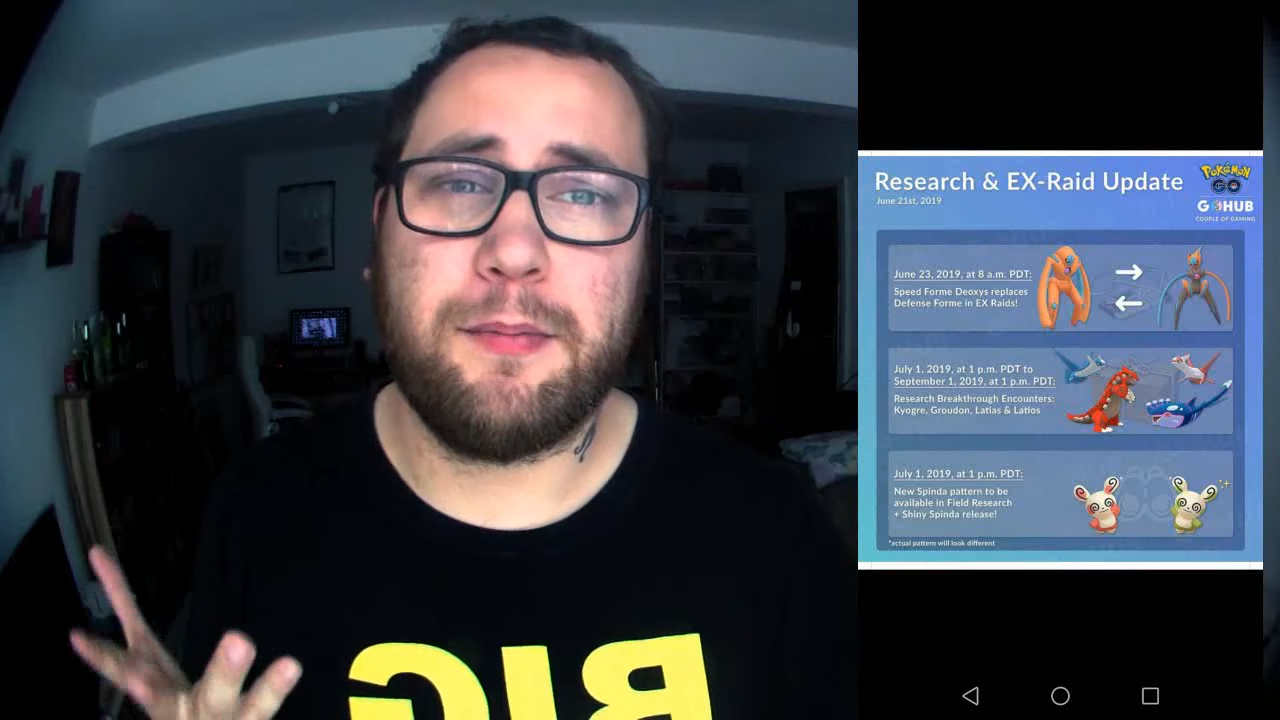 Research & EX-Raid Update
June 21st, 2019
POKÉMON
GO
GOHUB
COUPLE OF GAMING
June 23, 2019, at 8 a.m. PDT:
Speed Forme Deoxys replaces
Defense Forme in EX Raids!
July 1, 2019, at 1 p.m. PDT to
September 1, 2019, at 1 p.m. PDT:
Research Breakthrough Encounters:
Kyogre, Groudon, Latias & Latios
July 1, 2019, at 1 p.m. PDT:
New Spinda pattern to be
available in Field Research
+ Shiny Spinda release!
*actual pattern will look different
BIG